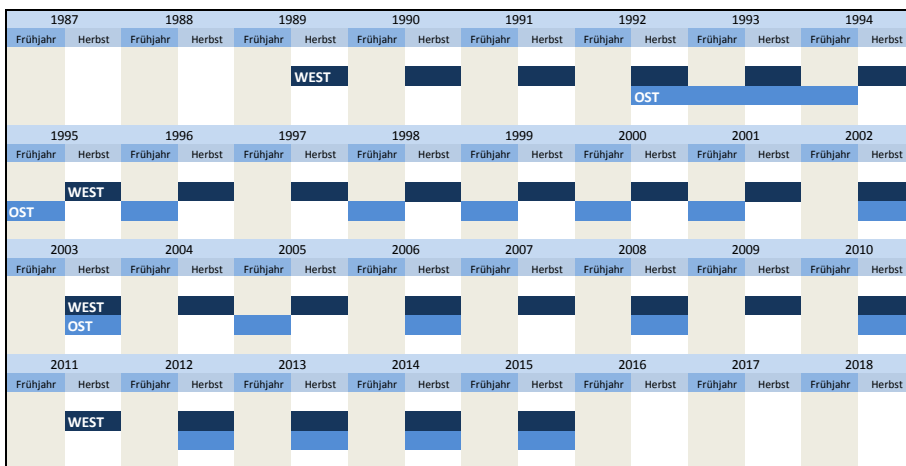 1987 1988 1989 1990 1991 1992 1993 1994
Frühjahr Herbst Frühjahr Herbst Frühjahr Herbst Frühjahr Herbst Frühjahr Herbst Frühjahr Herbst Frühjahr Herbst Frühjahr Herbst
WEST
OST
1995 1996 1997 1998 1999 2000 2001 2002
Frühjahr Herbst Frühjahr Herbst Frühjahr Herbst Frühjahr Herbst Frühjahr Herbst Frühjahr Herbst Frühjahr Herbst Frühjahr Herbst
WEST
OST
2003 2004 2005 2006 2007 2008 2009 2010
Frühjahr Herbst Frühjahr Herbst Frühjahr Herbst Frühjahr Herbst Frühjahr Herbst Frühjahr Herbst Frühjahr Herbst Frühjahr Herbst
WEST
OST
2011 2012 2013 2014 2015 2016 2017 2018
Frühjahr Herbst Frühjahr Herbst Frühjahr Herbst Frühjahr Herbst Frühjahr Herbst Frühjahr Herbst Frühjahr Herbst Frühjahr Herbst
WEST